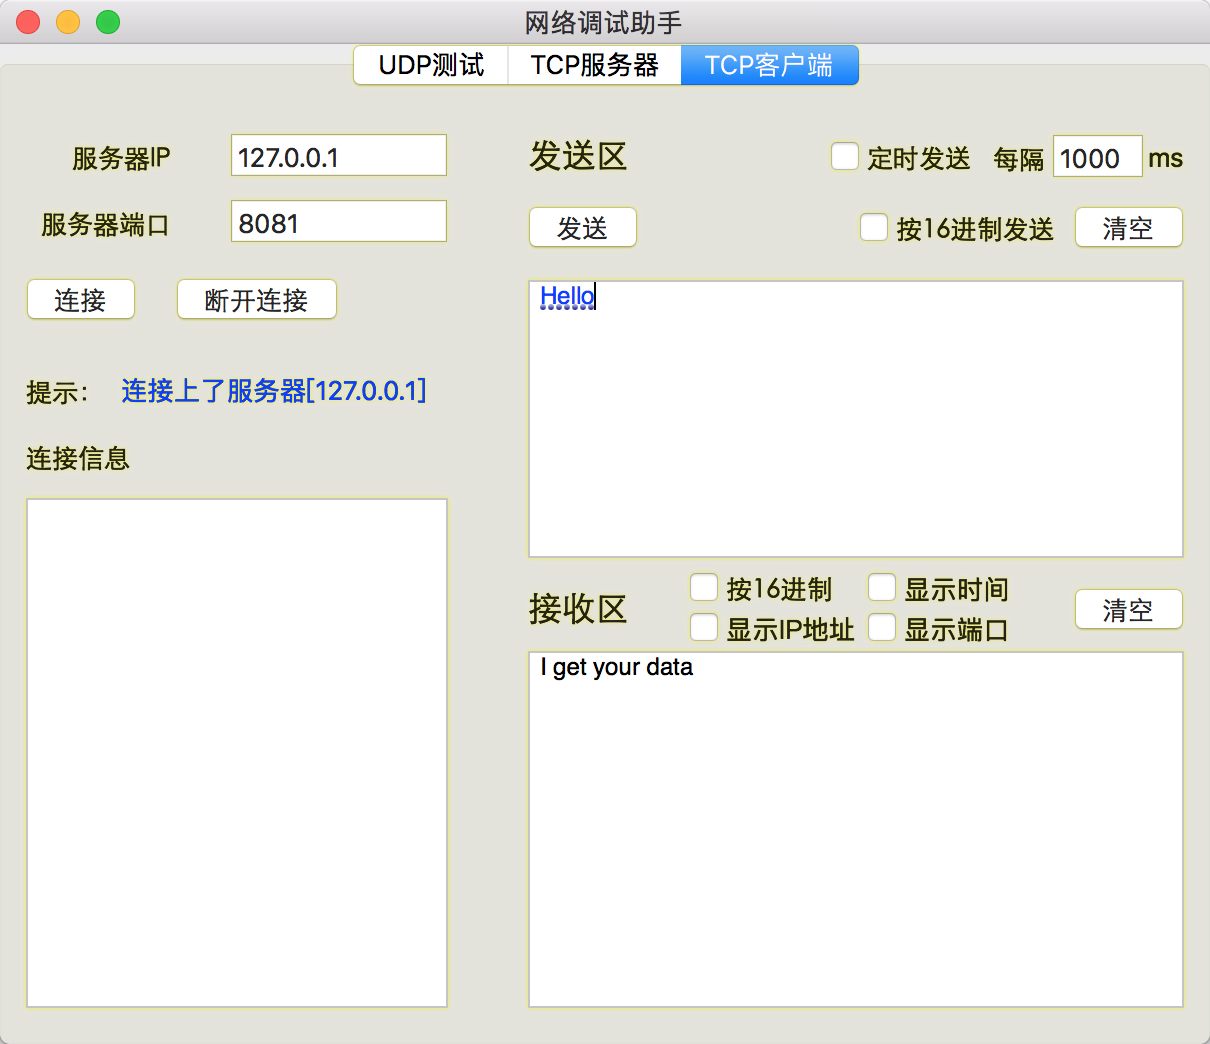 网络调试助手
UDP测试 TCP服务器 TCP客户端
服务器IP 127.0.0.1
服务器端口 8081
连接 断开连接
提示： 连接上了服务器[127.0.0.1]
连接信息
发送区 定时发送 每隔 1000 ms
发送 按16进制发送 清空
Hello
接收区 按16进制 显示时间 清空
显示IP地址 显示端口
I get your data